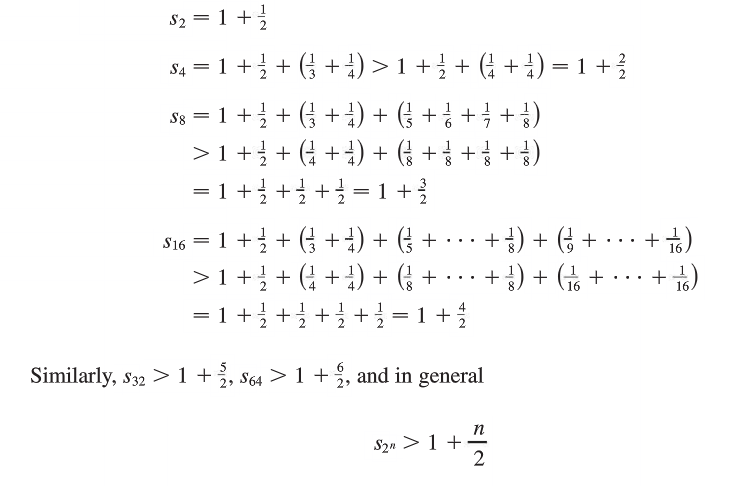 s₂ = 1 + 1/2
s₄ = 1 + 1/2 + (1/3 + 1/4) > 1 + 1/2 + (1/4 + 1/4) = 1 + 2/2
s₈ = 1 + 1/2 + (1/3 + 1/4) + (1/5 + 1/6 + 1/7 + 1/8)
> 1 + 1/2 + (1/4 + 1/4) + (1/8 + 1/8 + 1/8 + 1/8)
= 1 + 1/2 + 1/2 + 1/2 = 1 + 3/2
s₁₆ = 1 + 1/2 + (1/3 + 1/4) + (1/5 + ··· + 1/8) + (1/9 + ··· + 1/16)
> 1 + 1/2 + (1/4 + 1/4) + (1/8 + ··· + 1/8) + (1/16 + ··· + 1/16)
= 1 + 1/2 + 1/2 + 1/2 + 1/2 = 1 + 4/2
Similarly, s₃₂ > 1 + 5/2, s₆₄ > 1 + 6/2, and in general
s₂ⁿ > 1 + n/2